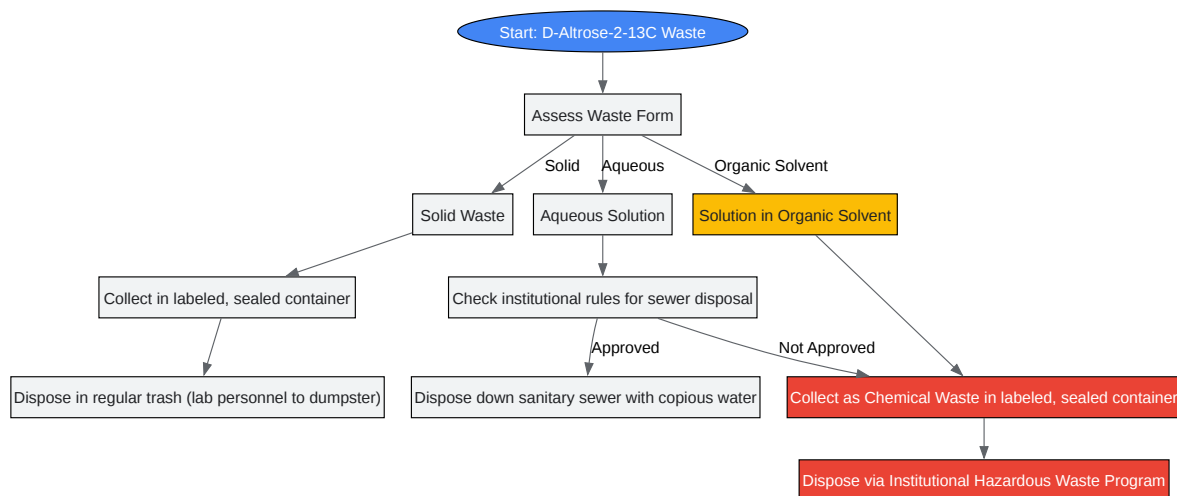 Start: D-Altrose-2-13C Waste
Assess Waste Form
Solid
Aqueous
Organic Solvent
Solid Waste
Aqueous Solution
Solution in Organic Solvent
Collect in labeled, sealed container
Check institutional rules for sewer disposal
Approved
Not Approved
Dispose in regular trash (lab personnel to dumpster)
Dispose down sanitary sewer with copious water
Collect as Chemical Waste in labeled, sealed container
Dispose via Institutional Hazardous Waste Program